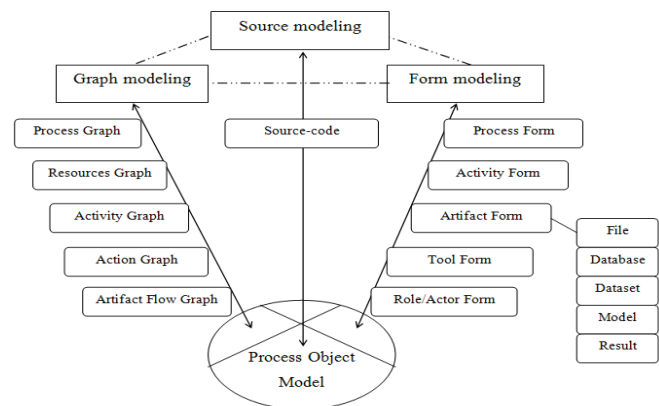 Source modeling
Graph modeling
Form modeling
Process Graph
Source-code
Process Form
Resources Graph
Activity Form
Activity Graph
Artifact Form
File
Action Graph
Tool Form
Database
Dataset
Artifact Flow Graph
Role/Actor Form
Model
Result
Process Object
Model